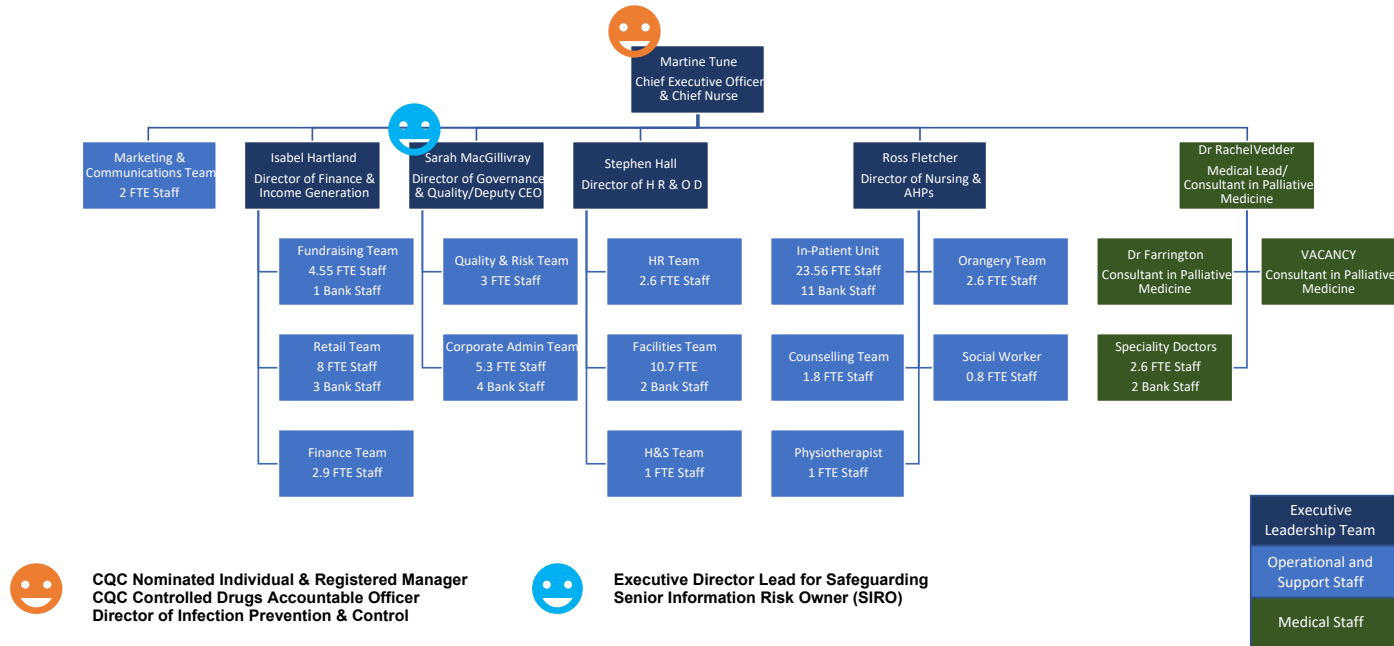 Martine Tune
Chief Executive Officer
& Chief Nurse
Marketing &
Communications Team
2 FTE Staff
Isabel Hartland
Director of Finance &
Income Generation
Sarah MacGillivray
Director of Governance
& Quality/Deputy CEO
Stephen Hall
Director of H R & O D
Ross Fletcher
Director of Nursing &
AHPs
Dr RachelVedder
Medical Lead/
Consultant in Palliative
Medicine
Fundraising Team
4.55 FTE Staff
1 Bank Staff
Quality & Risk Team
3 FTE Staff
HR Team
2.6 FTE Staff
In-Patient Unit
23.56 FTE Staff
11 Bank Staff
Orangery Team
2.6 FTE Staff
Dr Farrington
Consultant in Palliative
Medicine
VACANCY
Consultant in Palliative
Medicine
Retail Team
8 FTE Staff
3 Bank Staff
Corporate Admin Team
5.3 FTE Staff
4 Bank Staff
Facilities Team
10.7 FTE
2 Bank Staff
Counselling Team
1.8 FTE Staff
Social Worker
0.8 FTE Staff
Speciality Doctors
2.6 FTE Staff
2 Bank Staff
Finance Team
2.9 FTE Staff
H&S Team
1 FTE Staff
Physiotherapist
1 FTE Staff
Executive
Leadership Team
Operational and
Support Staff
Medical Staff
CQC Nominated Individual & Registered Manager
CQC Controlled Drugs Accountable Officer
Director of Infection Prevention & Control
Executive Director Lead for Safeguarding
Senior Information Risk Owner (SIRO)